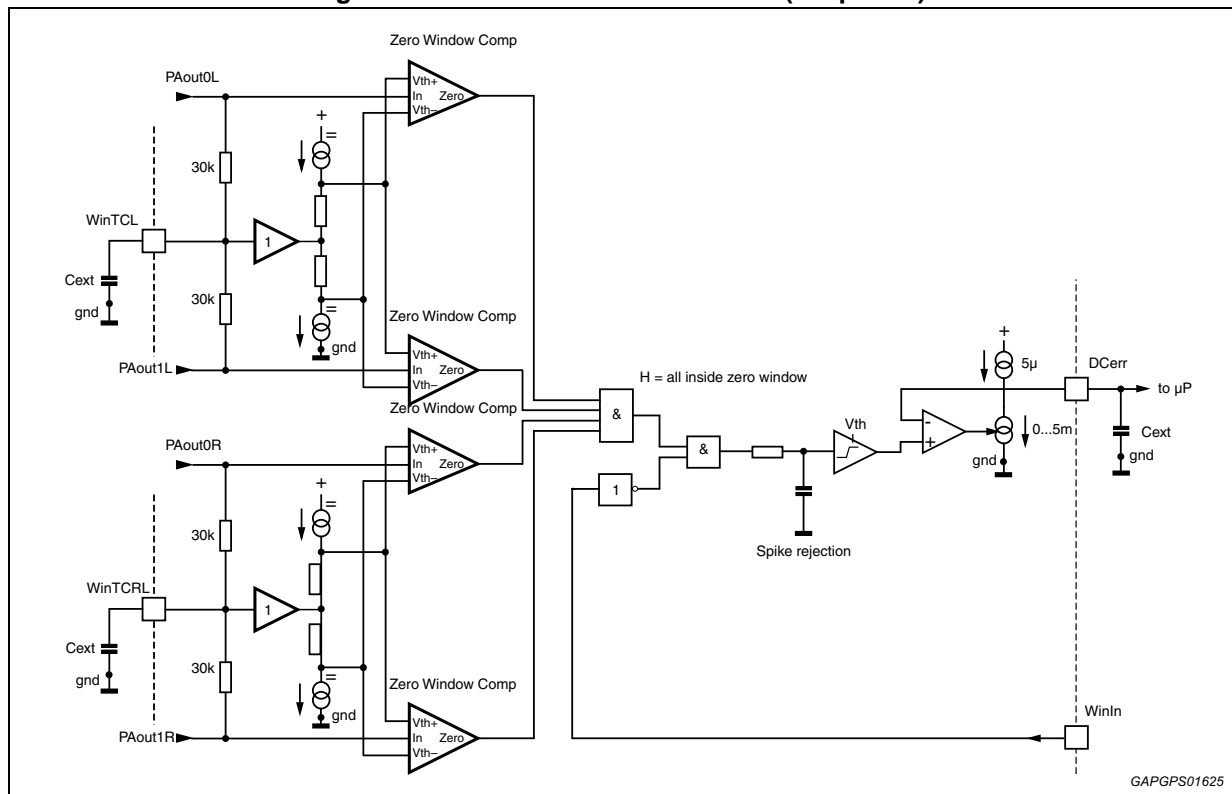 Zero Window Comp
PAout0L
Vth+
In Zero
Vth–
+
=
30k
WinTCL
1
Cext
gnd
30k
=
gnd
PAout1L
Zero Window Comp
Vth+
In Zero
Vth–
H = all inside zero window
&
&
1
Vth
Spike rejection
+
5µ
-
+
0...5m
gnd
DCerr
to µP
Cext
gnd
Zero Window Comp
PAout0R
Vth+
In Zero
Vth–
+
=
30k
WinTCRL
1
Cext
gnd
30k
=
gnd
PAout1R
Zero Window Comp
Vth+
In Zero
Vth–
WinIn
GAPGPS01625